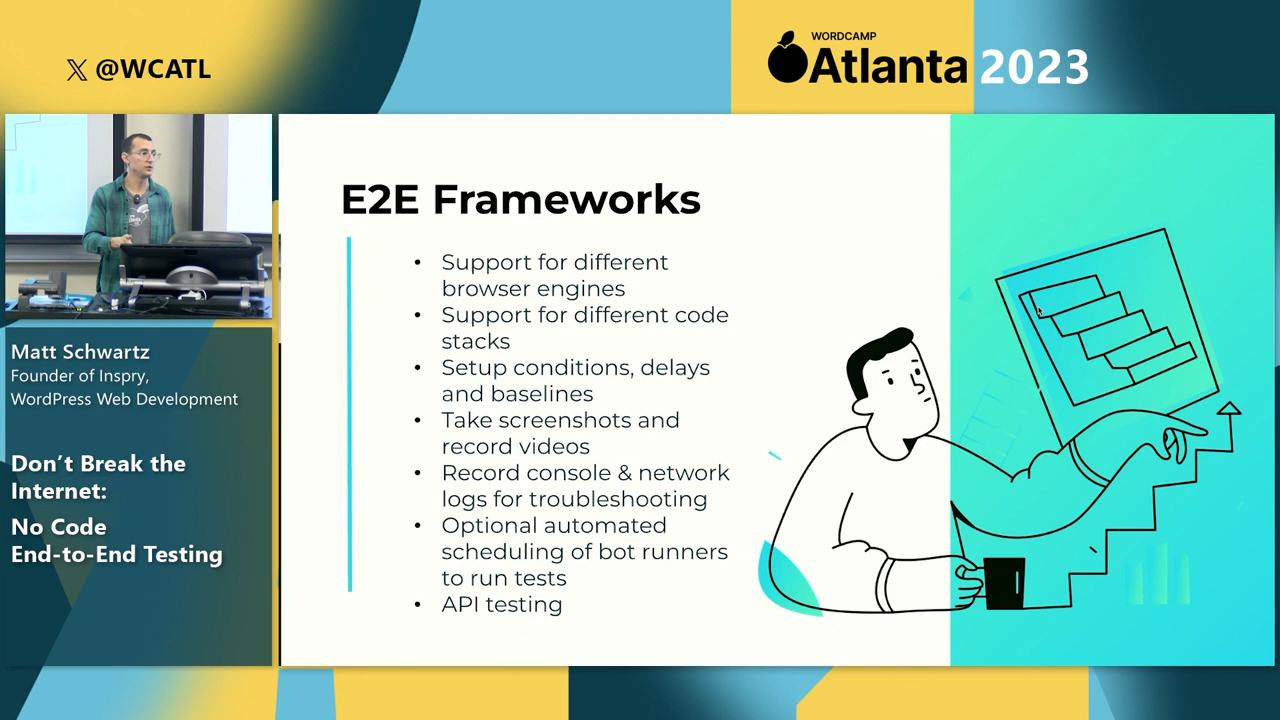 𝕏 @WCATL
WORDCAMP
Atlanta 2023
Matt Schwartz
Founder of Inspry,
WordPress Web Development
Don't Break the
Internet:
No Code
End-to-End Testing
E2E Frameworks
• Support for different
browser engines
• Support for different code
stacks
• Setup conditions, delays
and baselines
• Take screenshots and
record videos
• Record console & network
logs for troubleshooting
• Optional automated
scheduling of bot runners
to run tests
• API testing